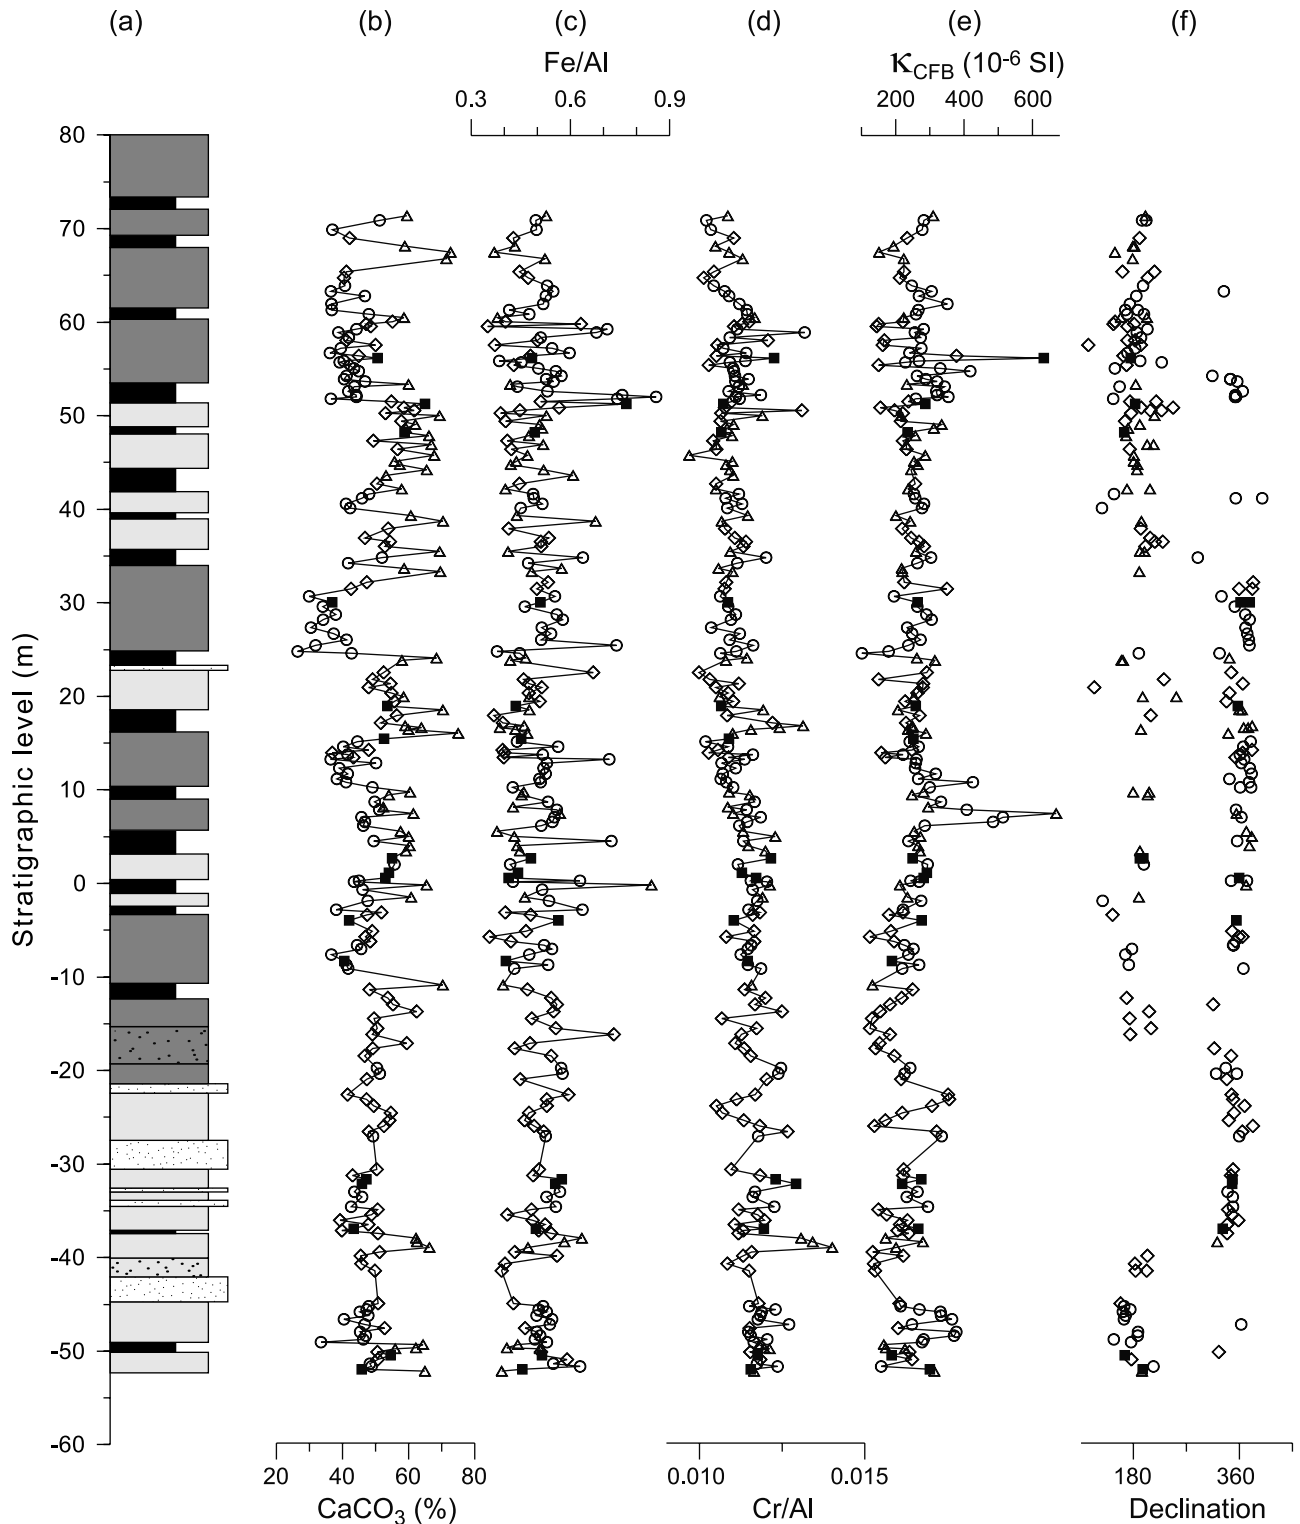 (a) (b) (c) (d) (e) (f)
Fe/Al κCFB (10-6 SI)
0.3 0.6 0.9 200 400 600
80
70
60
50
40
30
20
10
0
-10
-20
-30
-40
-50
-60
Stratigraphic level (m)
20 40 60 80 0.010 0.015 180 360
CaCO3 (%) Cr/Al Declination